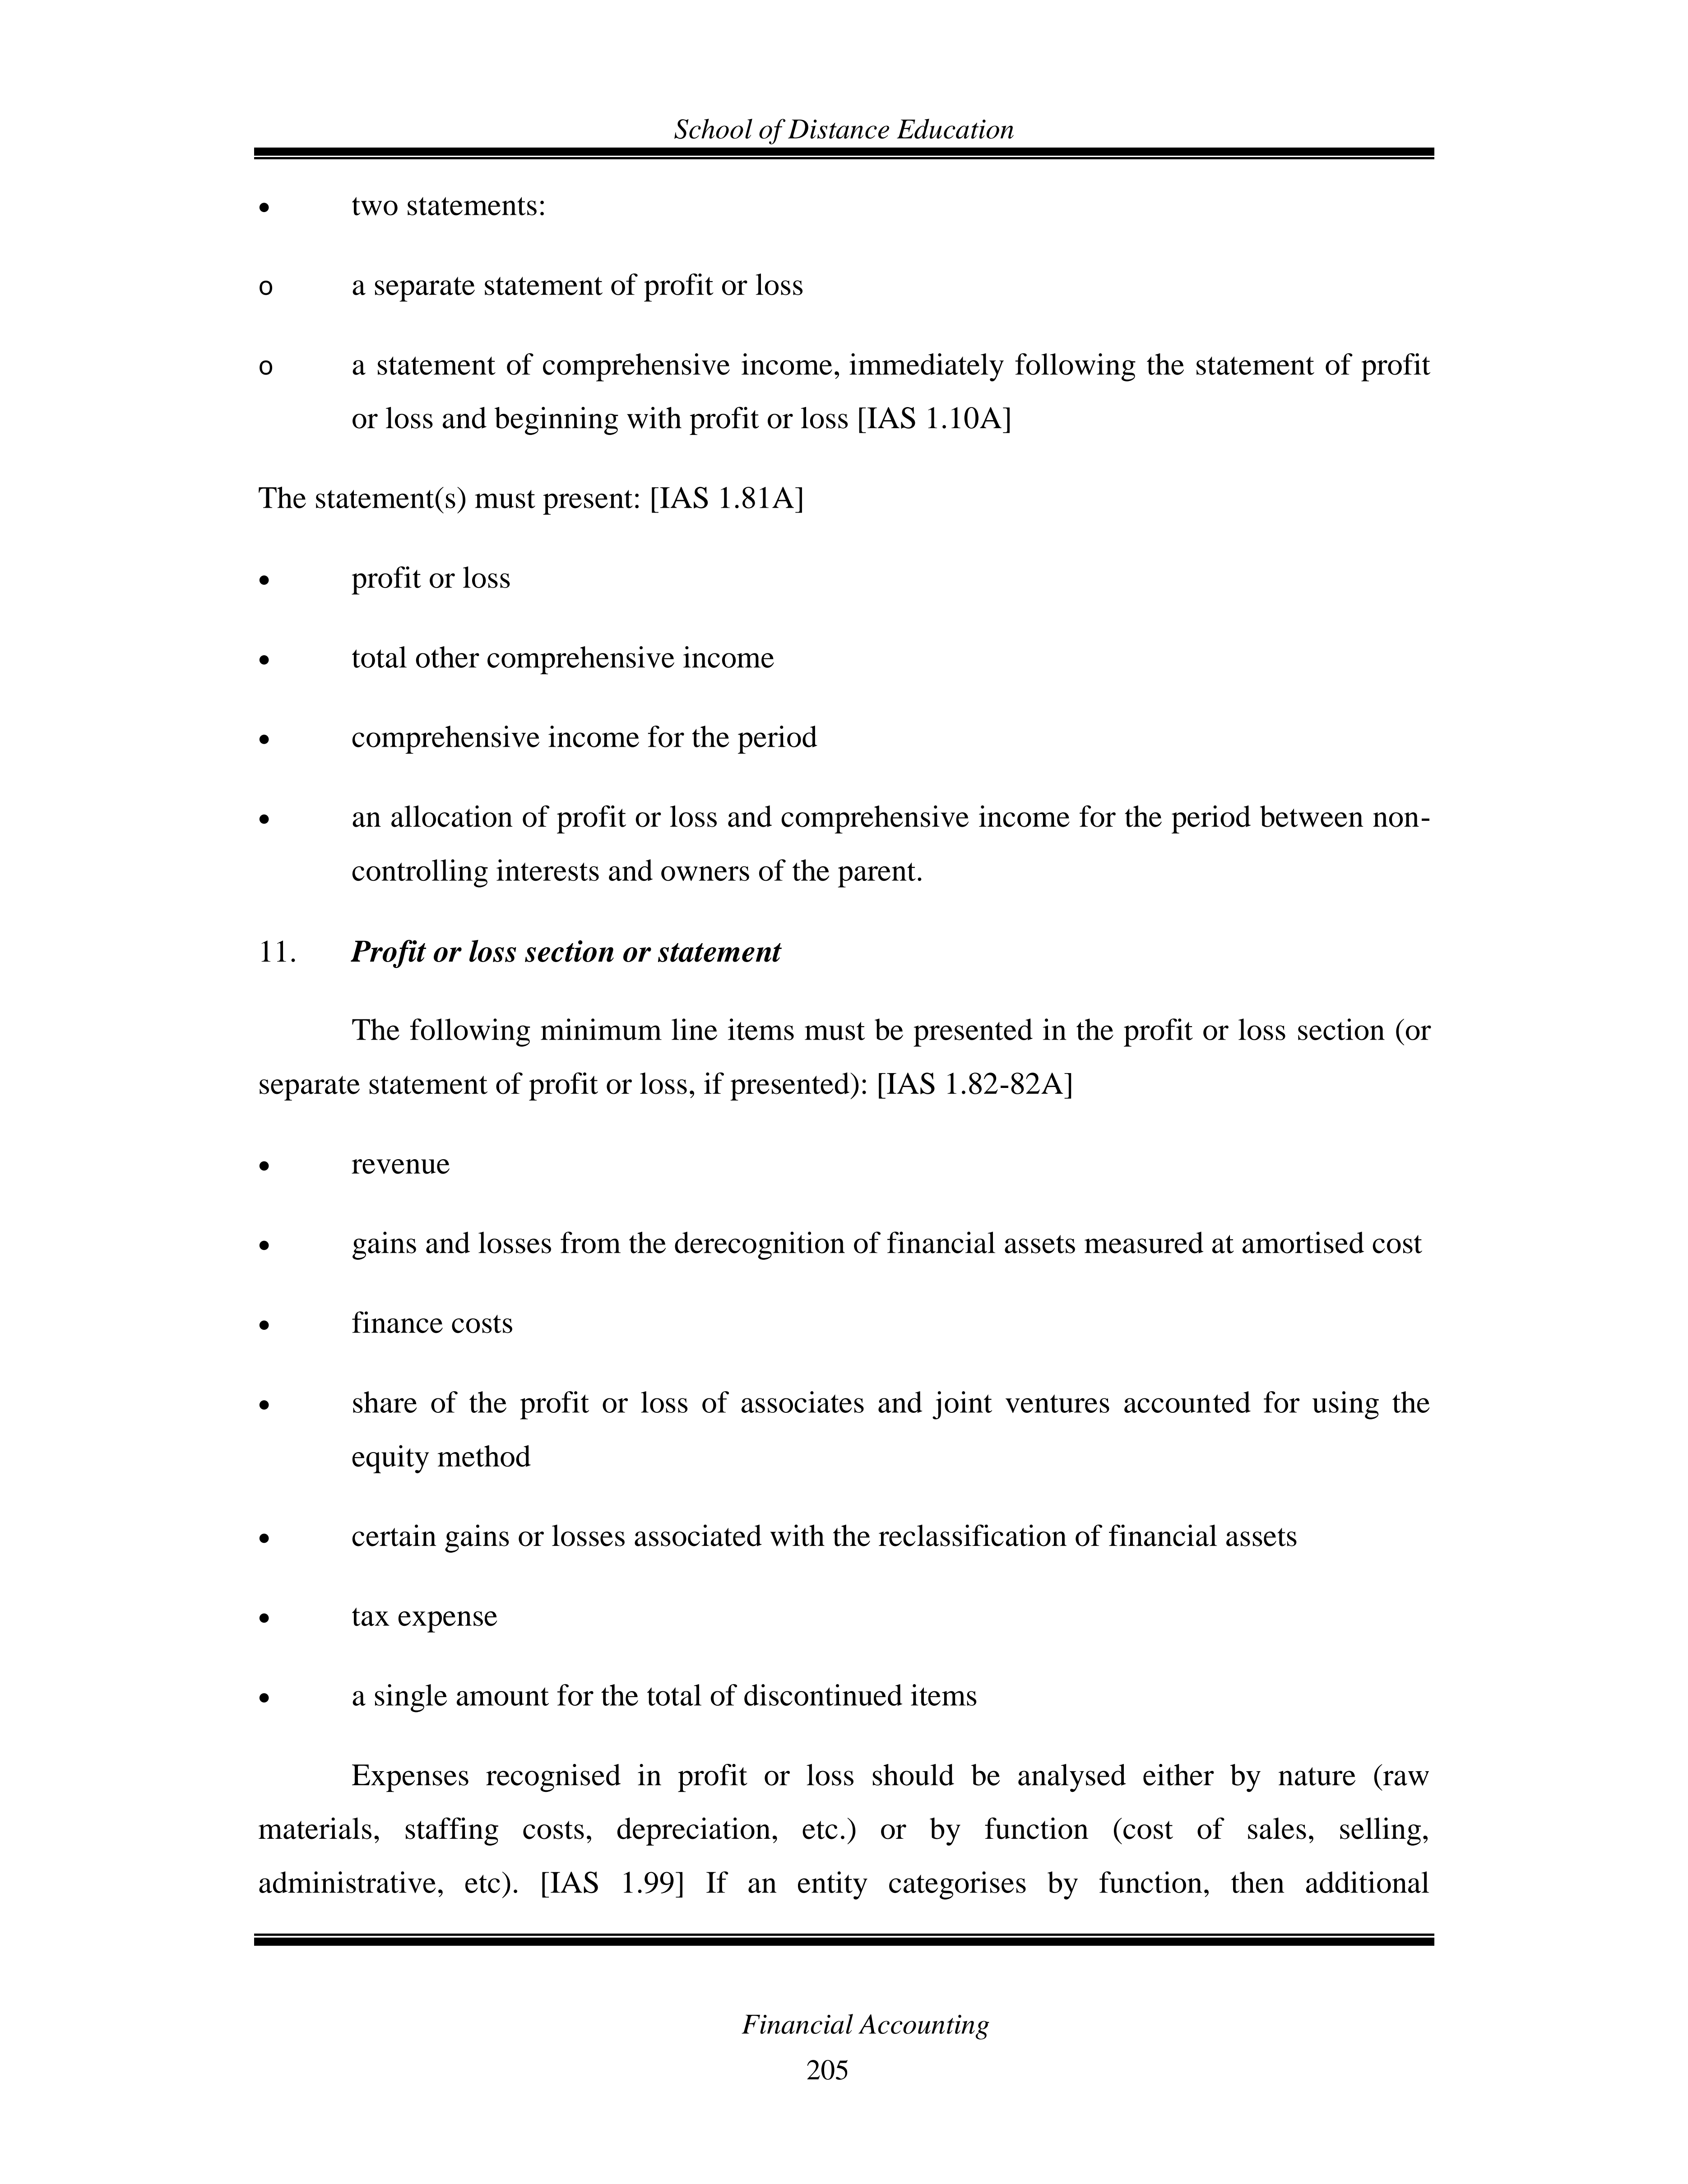 School of Distance Education
• two statements:
o a separate statement of profit or loss
o a statement of comprehensive income, immediately following the statement of profit
or loss and beginning with profit or loss [IAS 1.10A]
The statement(s) must present: [IAS 1.81A]
• profit or loss
• total other comprehensive income
• comprehensive income for the period
• an allocation of profit or loss and comprehensive income for the period between non-
controlling interests and owners of the parent.
11. Profit or loss section or statement
The following minimum line items must be presented in the profit or loss section (or
separate statement of profit or loss, if presented): [IAS 1.82-82A]
• revenue
• gains and losses from the derecognition of financial assets measured at amortised cost
• finance costs
• share of the profit or loss of associates and joint ventures accounted for using the
equity method
• certain gains or losses associated with the reclassification of financial assets
• tax expense
• a single amount for the total of discontinued items
Expenses recognised in profit or loss should be analysed either by nature (raw
materials, staffing costs, depreciation, etc.) or by function (cost of sales, selling,
administrative, etc). [IAS 1.99] If an entity categorises by function, then additional
Financial Accounting
205